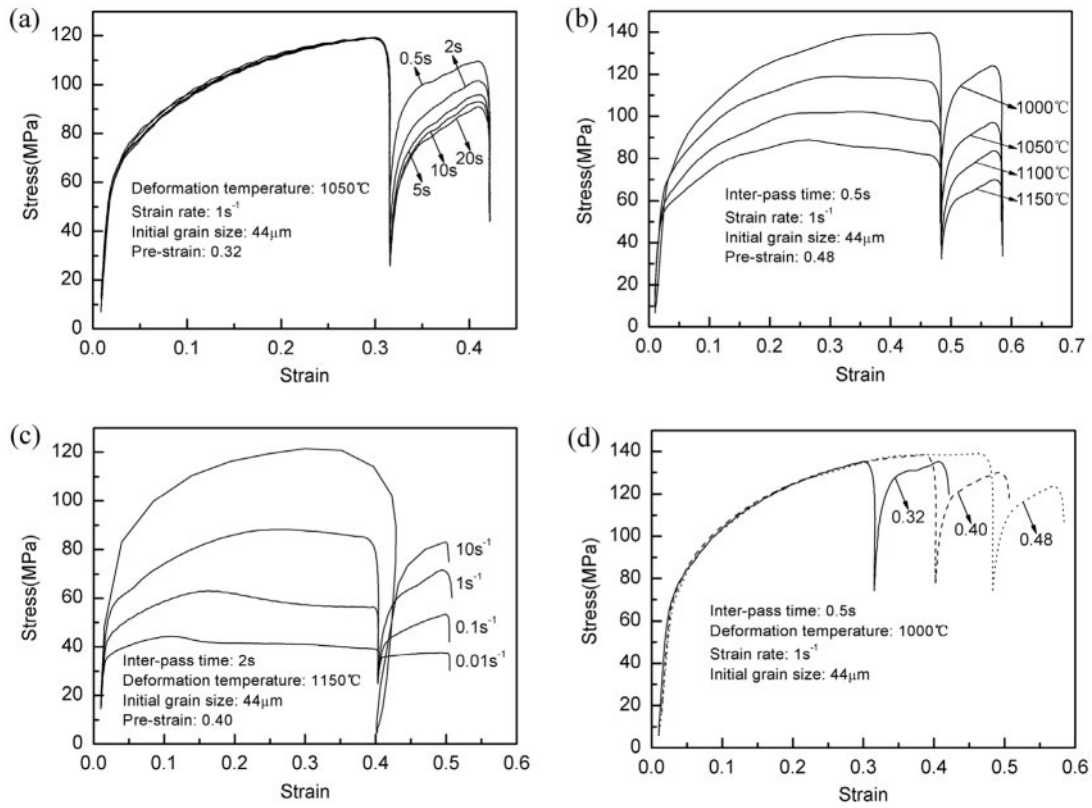 (a)
120
100
80
60
40
20
0
Stress(MPa)
0.5s
2s
5s
10s
20s
Deformation temperature: 1050℃
Strain rate: 1s⁻¹
Initial grain size: 44μm
Pre-strain: 0.32
0.0 0.1 0.2 0.3 0.4
Strain
(b)
140
120
100
80
60
40
20
0
Stress(MPa)
1000℃
1050℃
1100℃
1150℃
Inter-pass time: 0.5s
Strain rate: 1s⁻¹
Initial grain size: 44μm
Pre-strain: 0.48
0.0 0.1 0.2 0.3 0.4 0.5 0.6 0.7
Strain
(c)
120
100
80
60
40
20
0
Stress(MPa)
10s⁻¹
1s⁻¹
0.1s⁻¹
0.01s⁻¹
Inter-pass time: 2s
Deformation temperature: 1150℃
Initial grain size: 44μm
Pre-strain: 0.40
0.0 0.1 0.2 0.3 0.4 0.5 0.6
Strain
(d)
140
120
100
80
60
40
20
0
Stress(MPa)
0.32
0.40
0.48
Inter-pass time: 0.5s
Deformation temperature: 1000℃
Strain rate: 1s⁻¹
Initial grain size: 44μm
0.0 0.1 0.2 0.3 0.4 0.5 0.6
Strain